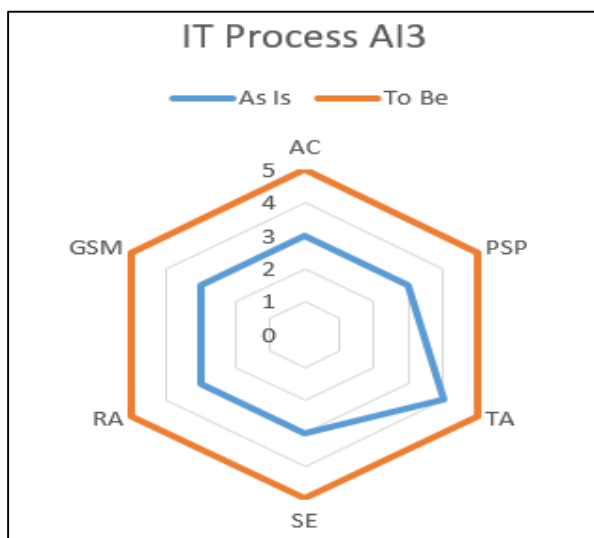 IT Process AI3
As Is To Be
AC
5
4
GSM 3 PSP
2
1
0
RA TA
SE